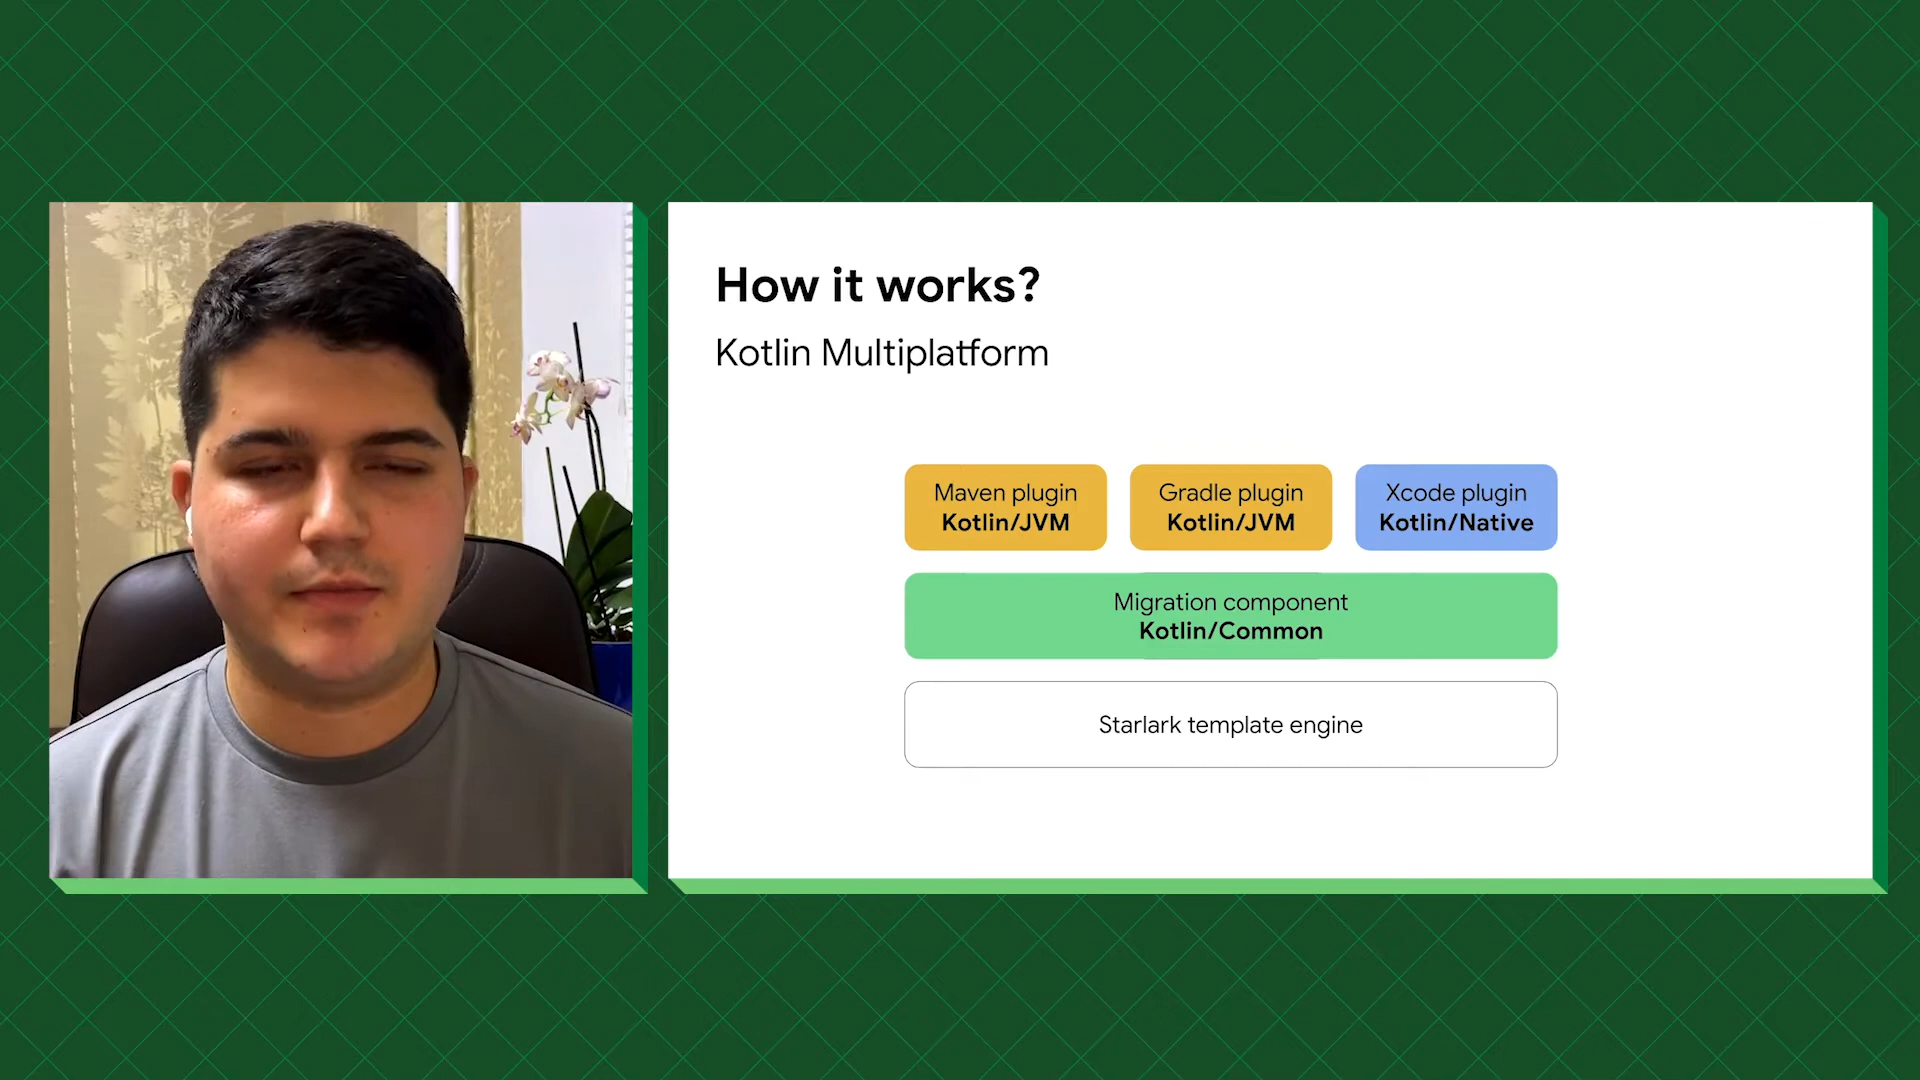 How it works?
Kotlin Multiplatform
Maven plugin
Kotlin/JVM
Gradle plugin
Kotlin/JVM
Xcode plugin
Kotlin/Native
Migration component
Kotlin/Common
Starlark template engine